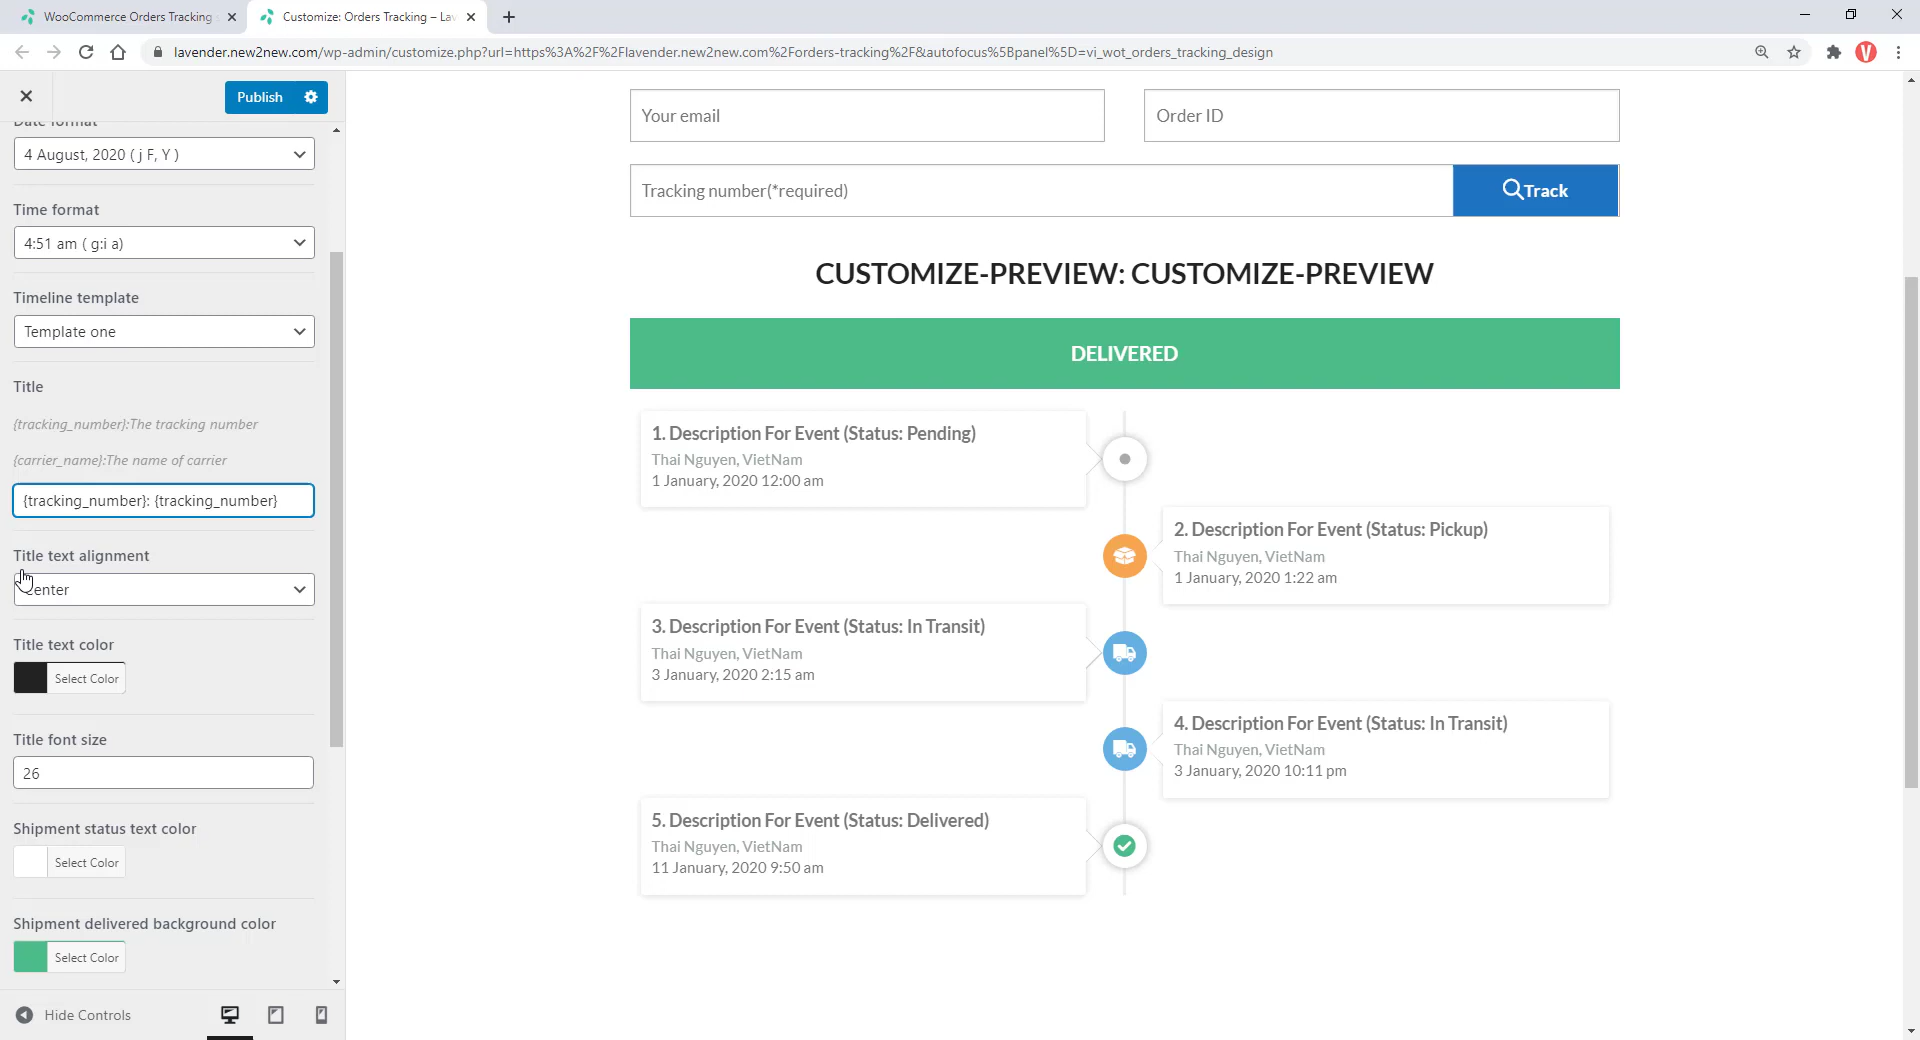 WooCommerce Orders Tracking
Customize: Orders Tracking – Lav
lavender.new2new.com/wp-admin/customize.php?url=https%3A%2F%2Flavender.new2new.com%2Forders-tracking%2F&autofocus%5Bpanel%5D=vi_wot_orders_tracking_design
Publish
Date format
4 August, 2020 ( j F, Y )
Time format
4:51 am ( g:i a)
Timeline template
Template one
Title
{tracking_number}:The tracking number
{carrier_name}:The name of carrier
{tracking_number}: {tracking_number}
Title text alignment
Center
Title text color
Select Color
Title font size
26
Shipment status text color
Select Color
Shipment delivered background color
Select Color
Hide Controls
Your email
Order ID
Tracking number(*required)
Track
CUSTOMIZE-PREVIEW: CUSTOMIZE-PREVIEW
DELIVERED
1. Description For Event (Status: Pending)
Thai Nguyen, VietNam
1 January, 2020 12:00 am
2. Description For Event (Status: Pickup)
Thai Nguyen, VietNam
1 January, 2020 1:22 am
3. Description For Event (Status: In Transit)
Thai Nguyen, VietNam
3 January, 2020 2:15 am
4. Description For Event (Status: In Transit)
Thai Nguyen, VietNam
3 January, 2020 10:11 pm
5. Description For Event (Status: Delivered)
Thai Nguyen, VietNam
11 January, 2020 9:50 am